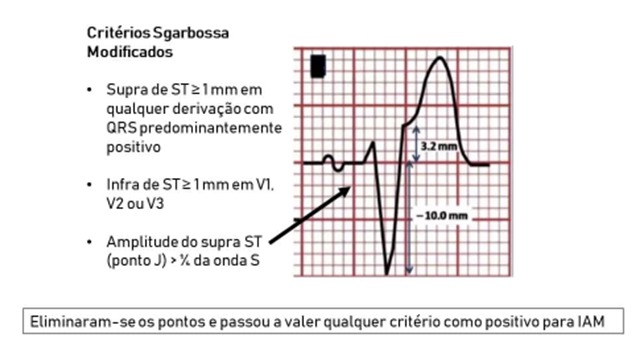 Critérios Sgarbossa
Modificados
• Supra de ST ≥ 1 mm em
qualquer derivação com
QRS predominantemente
positivo
• Infra de ST ≥ 1 mm em V1,
V2 ou V3
• Amplitude do supra ST
(ponto J) > ¼ da onda S
3.2 mm
−10.0 mm
Eliminaram-se os pontos e passou a valer qualquer critério como positivo para IAM